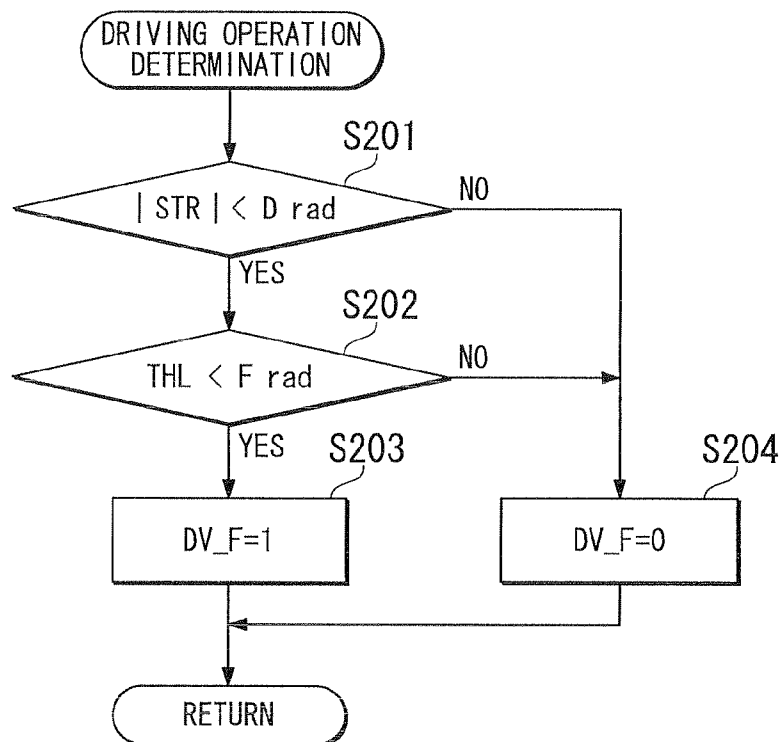 DRIVING OPERATION
DETERMINATION
S201
| STR | < D rad
NO
YES
S202
THL < F rad
NO
YES
S203
DV_F=1
S204
DV_F=0
RETURN